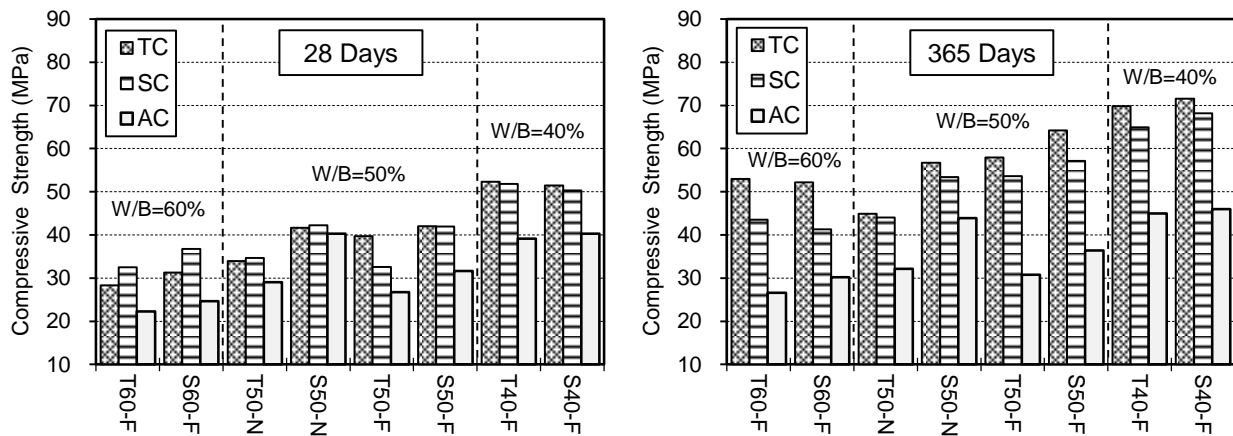 Compressive Strength (MPa)
90
80
70
60
50
40
30
20
10
TC
SC
AC
28 Days
W/B=60%
W/B=50%
W/B=40%
T60-F
S60-F
T50-N
S50-N
T50-F
S50-F
T40-F
S40-F
Compressive Strength (MPa)
90
80
70
60
50
40
30
20
10
TC
SC
AC
365 Days
W/B=60%
W/B=50%
W/B=40%
T60-F
S60-F
T50-N
S50-N
T50-F
S50-F
T40-F
S40-F